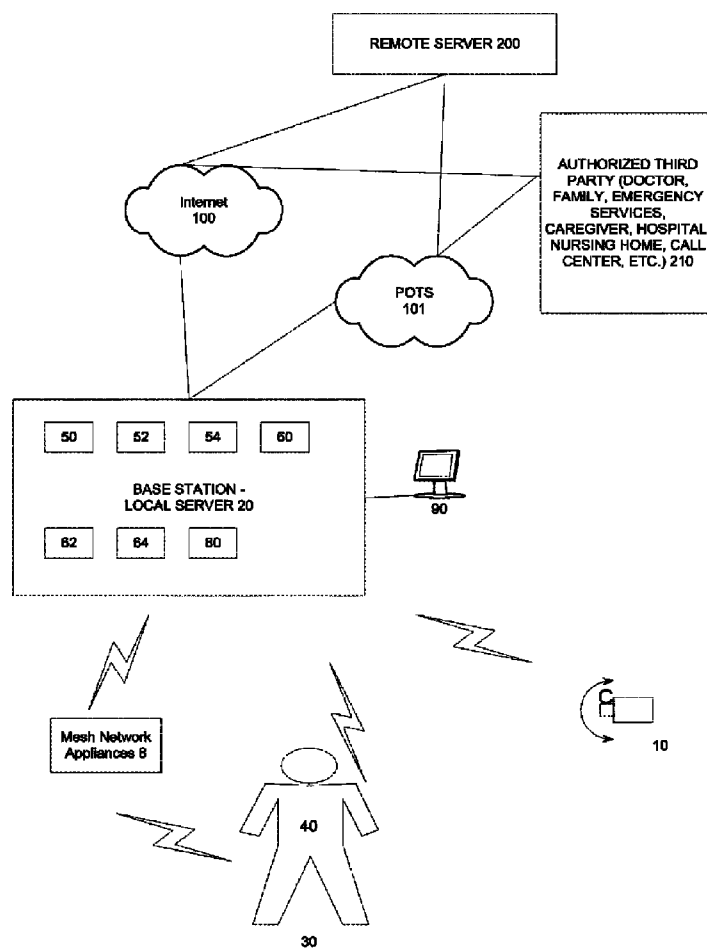 REMOTE SERVER 200
AUTHORIZED THIRD
PARTY (DOCTOR,
FAMILY, EMERGENCY
SERVICES,
CAREGIVER, HOSPITAL,
NURSING HOME, CALL
CENTER, ETC.) 210
Internet
100
POTS
101
50 52 54 60
BASE STATION -
LOCAL SERVER 20
90
62 64 80
Mesh Network
Appliances 8
10
40
30